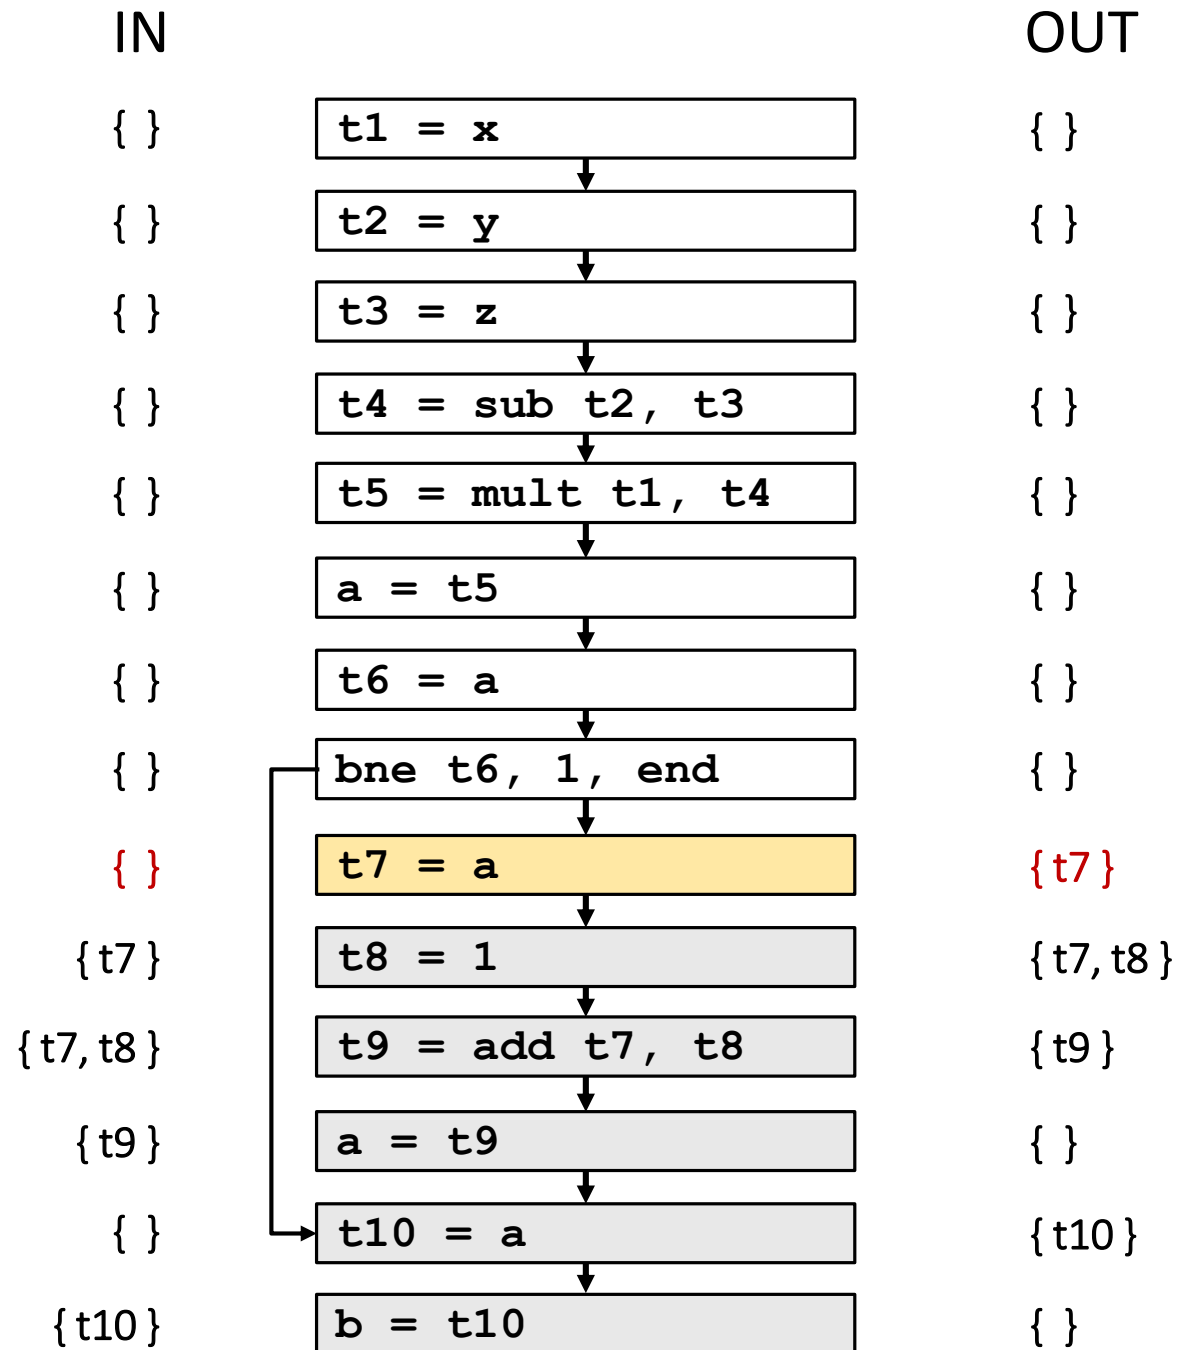 IN OUT
{ } t1 = x { }
{ } t2 = y { }
{ } t3 = z { }
{ } t4 = sub t2, t3 { }
{ } t5 = mult t1, t4 { }
{ } a = t5 { }
{ } t6 = a { }
{ } bne t6, 1, end { }
{ } t7 = a { t7 }
{ t7 } t8 = 1 { t7, t8 }
{ t7, t8 } t9 = add t7, t8 { t9 }
{ t9 } a = t9 { }
{ } t10 = a { t10 }
{ t10 } b = t10 { }